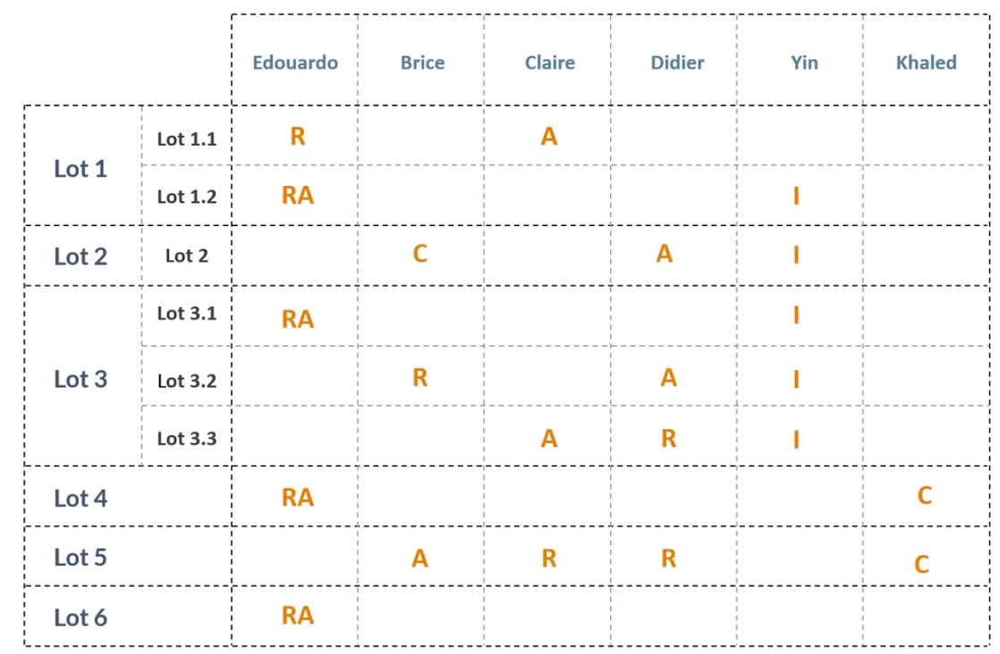 Edouardo Brice Claire Didier Yin Khaled
Lot 1
Lot 1.1 R A
Lot 1.2 RA I
Lot 2 Lot 2 C A I
Lot 3
Lot 3.1 RA I
Lot 3.2 R A I
Lot 3.3 A R I
Lot 4 RA C
Lot 5 A R R C
Lot 6 RA